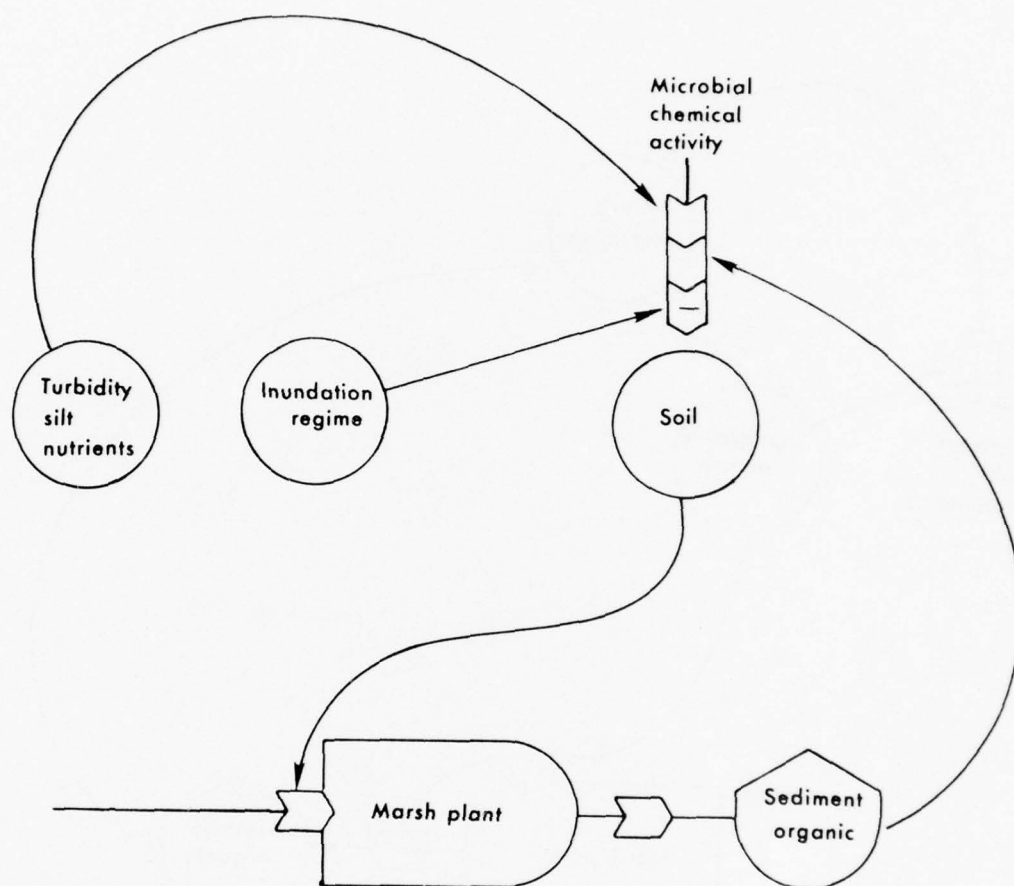 Microbial
chemical
activity
—
Turbidity
silt
nutrients
Inundation
regime
Soil
Marsh plant
Sediment
organic